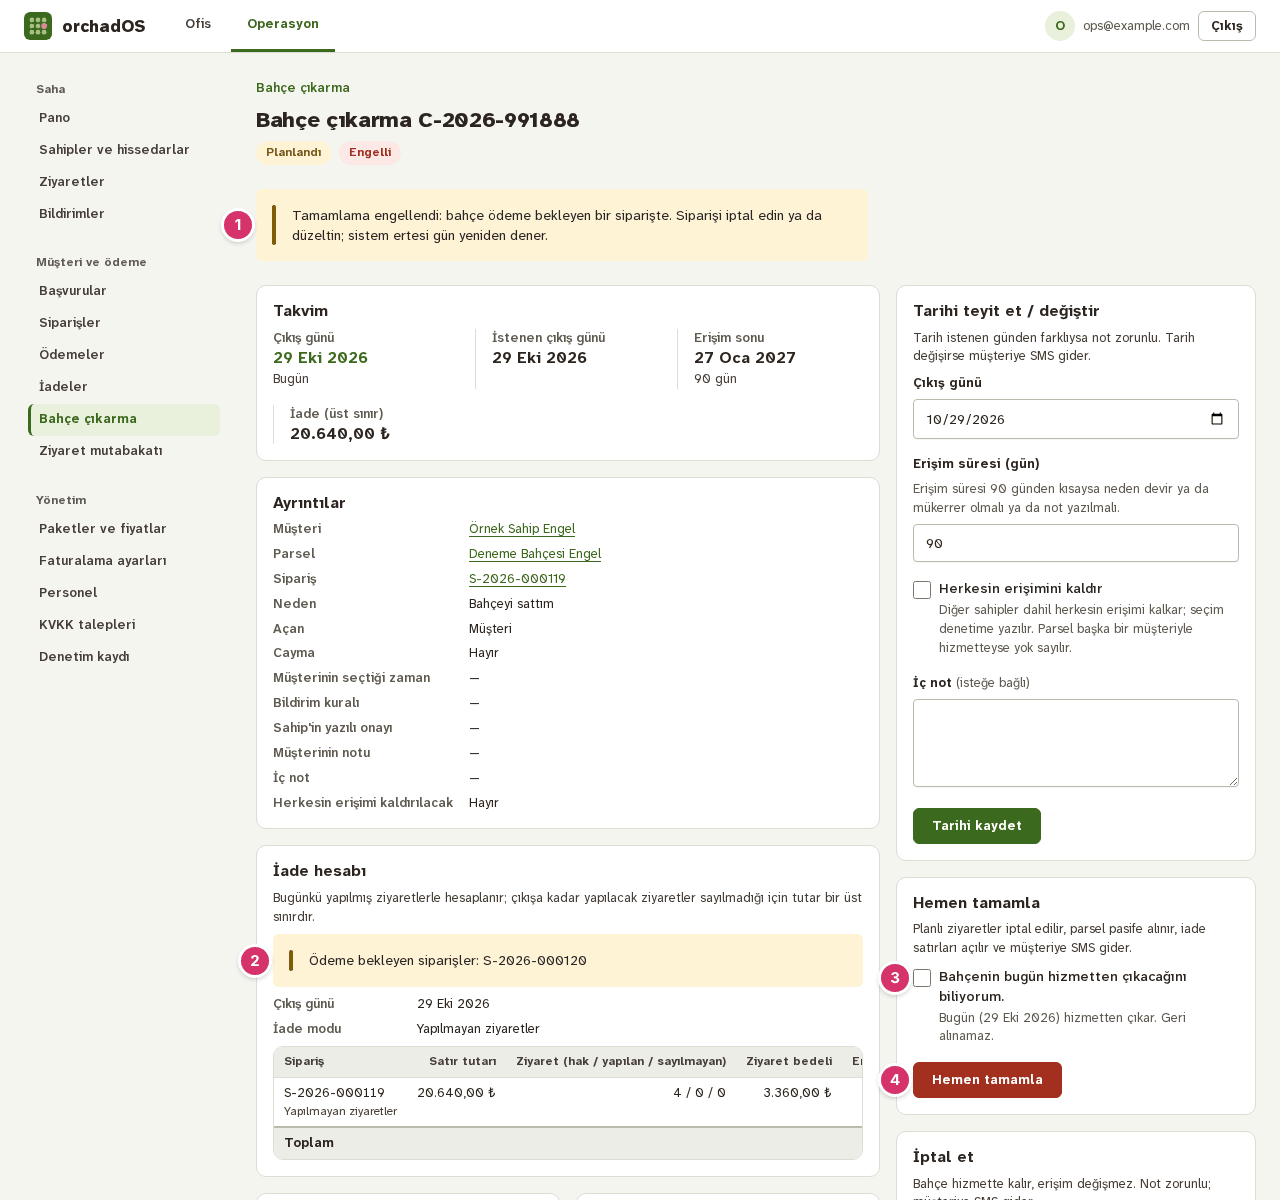 orchadOS
Ofis
Operasyon
O
ops@example.com
Çıkış
Saha
Pano
Sahipler ve hissedarlar
Ziyaretler
Bildirimler
Müşteri ve ödeme
Başvurular
Siparişler
Ödemeler
İadeler
Bahçe çıkarma
Ziyaret mutabakatı
Yönetim
Paketler ve fiyatlar
Faturalama ayarları
Personel
KVKK talepleri
Denetim kaydı
Bahçe çıkarma
Bahçe çıkarma C-2026-991888
Planlandı
Engelli
1
Tamamlama engellendi: bahçe ödeme bekleyen bir siparişte. Siparişi iptal edin ya da
düzeltin; sistem ertesi gün yeniden dener.
Takvim
Çıkış günü
29 Eki 2026
Bugün
İstenen çıkış günü
29 Eki 2026
Erişim sonu
27 Oca 2027
90 gün
İade (üst sınır)
20.640,00 ₺
Ayrıntılar
Müşteri
Örnek Sahip Engel
Parsel
Deneme Bahçesi Engel
Sipariş
S-2026-000119
Neden
Bahçeyi sattım
Açan
Müşteri
Cayma
Hayır
Müşterinin seçtiği zaman
—
Bildirim kuralı
—
Sahip'in yazılı onayı
—
Müşterinin notu
—
İç not
—
Herkesin erişimi kaldırılacak
Hayır
İade hesabı
Bugünkü yapılmış ziyaretlerle hesaplanır; çıkışa kadar yapılacak ziyaretler sayılmadığı için tutar bir üst
sınırdır.
2
Ödeme bekleyen siparişler: S-2026-000120
Çıkış günü
29 Eki 2026
İade modu
Yapılmayan ziyaretler
Sipariş
Satır tutarı
Ziyaret (hak / yapılan / sayılmayan)
Ziyaret bedeli
S-2026-000119
20.640,00 ₺
4 / 0 / 0
3.360,00 ₺
Yapılmayan ziyaretler
Toplam
Tarihi teyit et / değiştir
Tarih istenen günden farklıysa not zorunlu. Tarih
değişirse müşteriye SMS gider.
Çıkış günü
10/29/2026
Erişim süresi (gün)
Erişim süresi 90 günden kısaysa neden devir ya da
mükerrer olmalı ya da not yazılmalı.
90
Herkesin erişimini kaldır
Diğer sahipler dahil herkesin erişimi kalkar; seçim
denetime yazılır. Parsel başka bir müşteriyle
hizmetteyse yok sayılır.
İç not (isteğe bağlı)
Tarihi kaydet
Hemen tamamla
Planlı ziyaretler iptal edilir, parsel pasife alınır, iade
satırları açılır ve müşteriye SMS gider.
3
Bahçenin bugün hizmetten çıkacağını
biliyorum.
Bugün (29 Eki 2026) hizmetten çıkar. Geri
alınamaz.
4
Hemen tamamla
İptal et
Bahçe hizmette kalır, erişim değişmez. Not zorunlu;
müşteriye SMS gider.